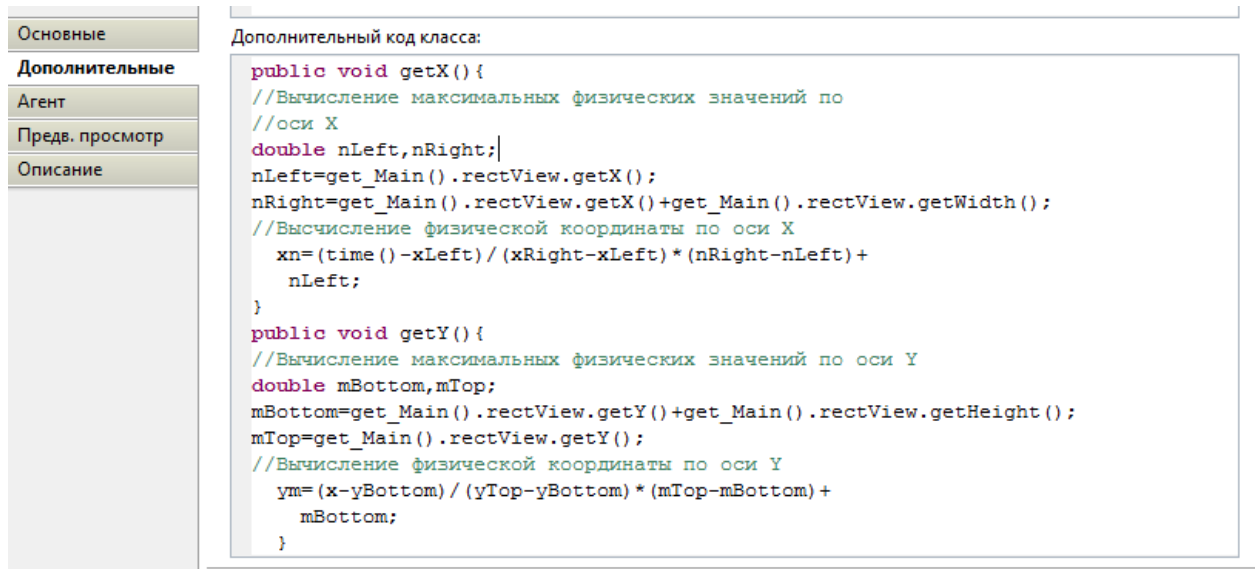 Основные
Дополнительные
Агент
Предв. просмотр
Описание
Дополнительный код класса:
public void getX(){
//Вычисление максимальных физических значений по
//оси X
double nLeft,nRight;
nLeft=get_Main().rectView.getX();
nRight=get_Main().rectView.getX()+get_Main().rectView.getWidth();
//Высчисление физической координаты по оси X
xn=(time()-xLeft)/(xRight-xLeft)*(nRight-nLeft)+
nLeft;
}
public void getY(){
//Вычисление максимальных физических значений по оси Y
double mBottom,mTop;
mBottom=get_Main().rectView.getY()+get_Main().rectView.getHeight();
mTop=get_Main().rectView.getY();
//Вычисление физической координаты по оси Y
ym=(x-yBottom)/(yTop-yBottom)*(mTop-mBottom)+
mBottom;
}